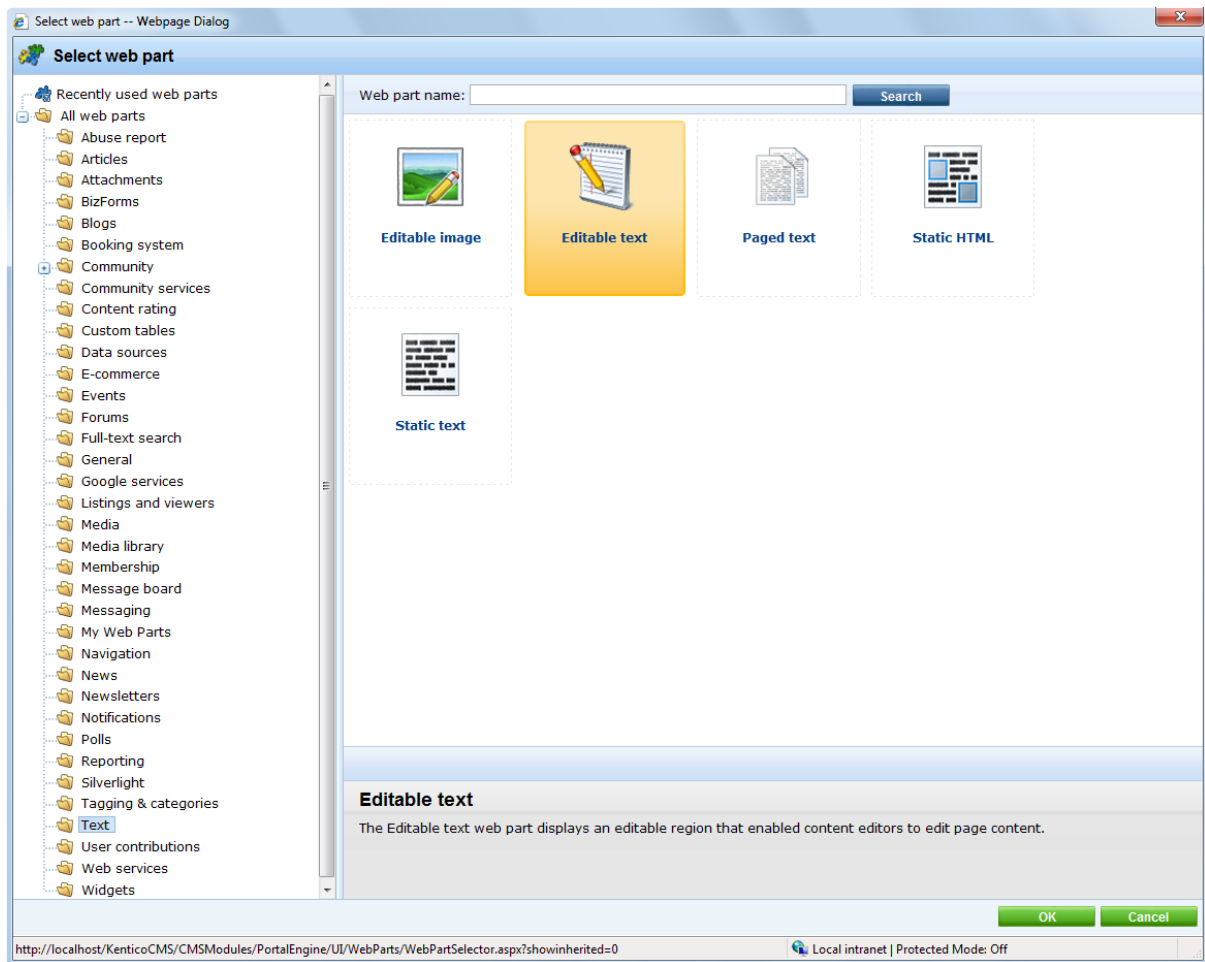 Select web part -- Webpage Dialog
Select web part
Recently used web parts
All web parts
Abuse report
Articles
Attachments
BizForms
Blogs
Booking system
Community
Community services
Content rating
Custom tables
Data sources
E-commerce
Events
Forums
Full-text search
General
Google services
Listings and viewers
Media
Media library
Membership
Message board
Messaging
My Web Parts
Navigation
News
Newsletters
Notifications
Polls
Reporting
Silverlight
Tagging & categories
Text
User contributions
Web services
Widgets
Web part name:
Search
Editable image
Editable text
Paged text
Static HTML
Static text
Editable text
The Editable text web part displays an editable region that enabled content editors to edit page content.
OK
Cancel
http://localhost/KenticoCMS/CMSModules/PortalEngine/UI/WebParts/WebPartSelector.aspx?showinherited=0
Local intranet | Protected Mode: Off